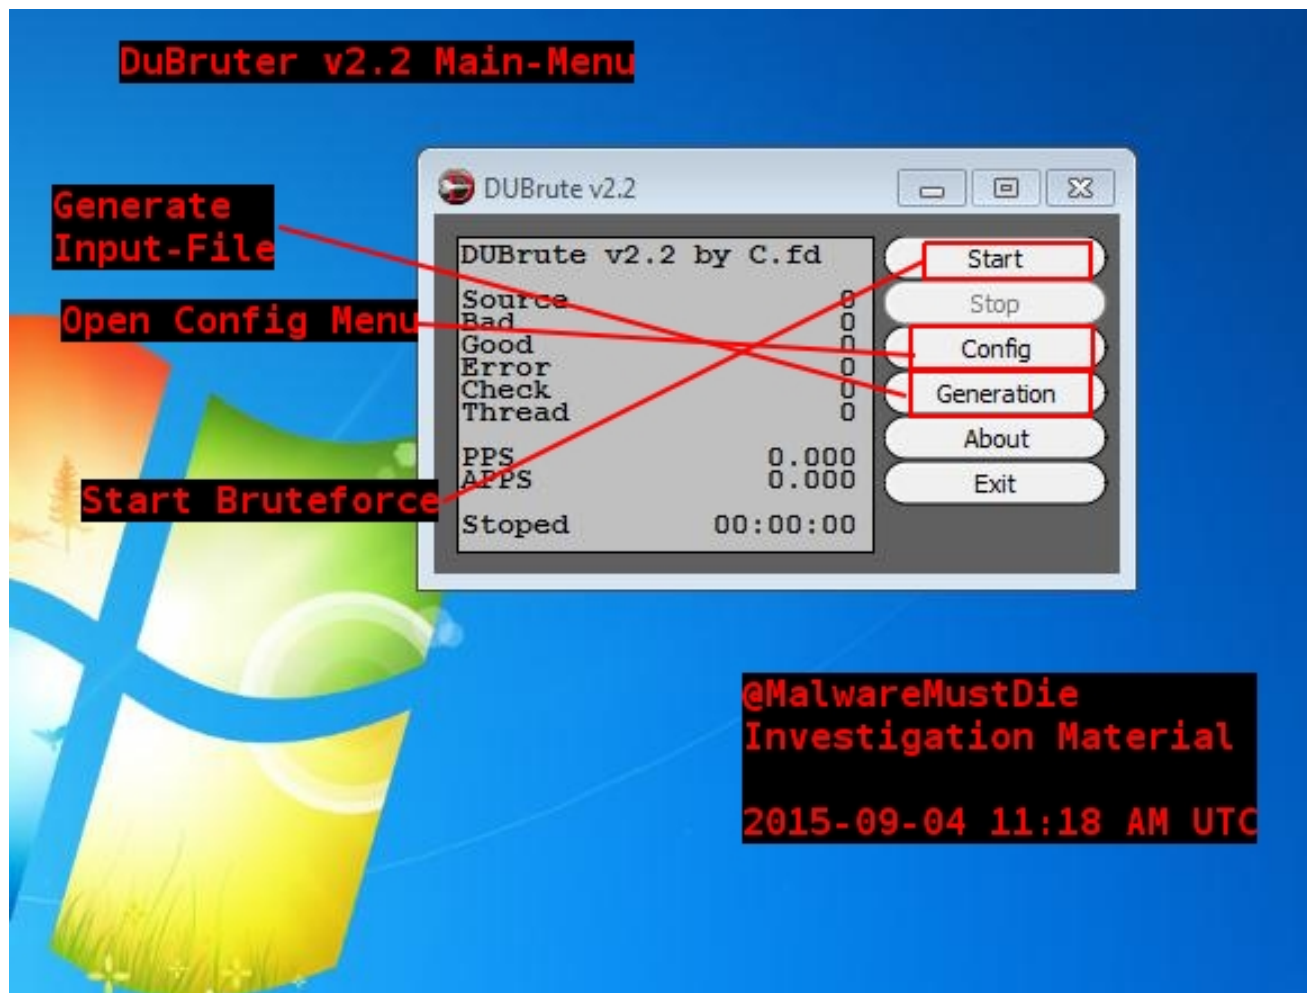 DuBruter v2.2 Main-Menu
Generate
Input-File
Open Config Menu
Start Bruteforce
DUBrute v2.2
DUBrute v2.2 by C.fd
Source 0
Bad 0
Good 0
Error 0
Check 0
Thread 0
PPS 0.000
APPS 0.000
Stoped 00:00:00
Start
Stop
Config
Generation
About
Exit
@MalwareMustDie
Investigation Material
2015-09-04 11:18 AM UTC